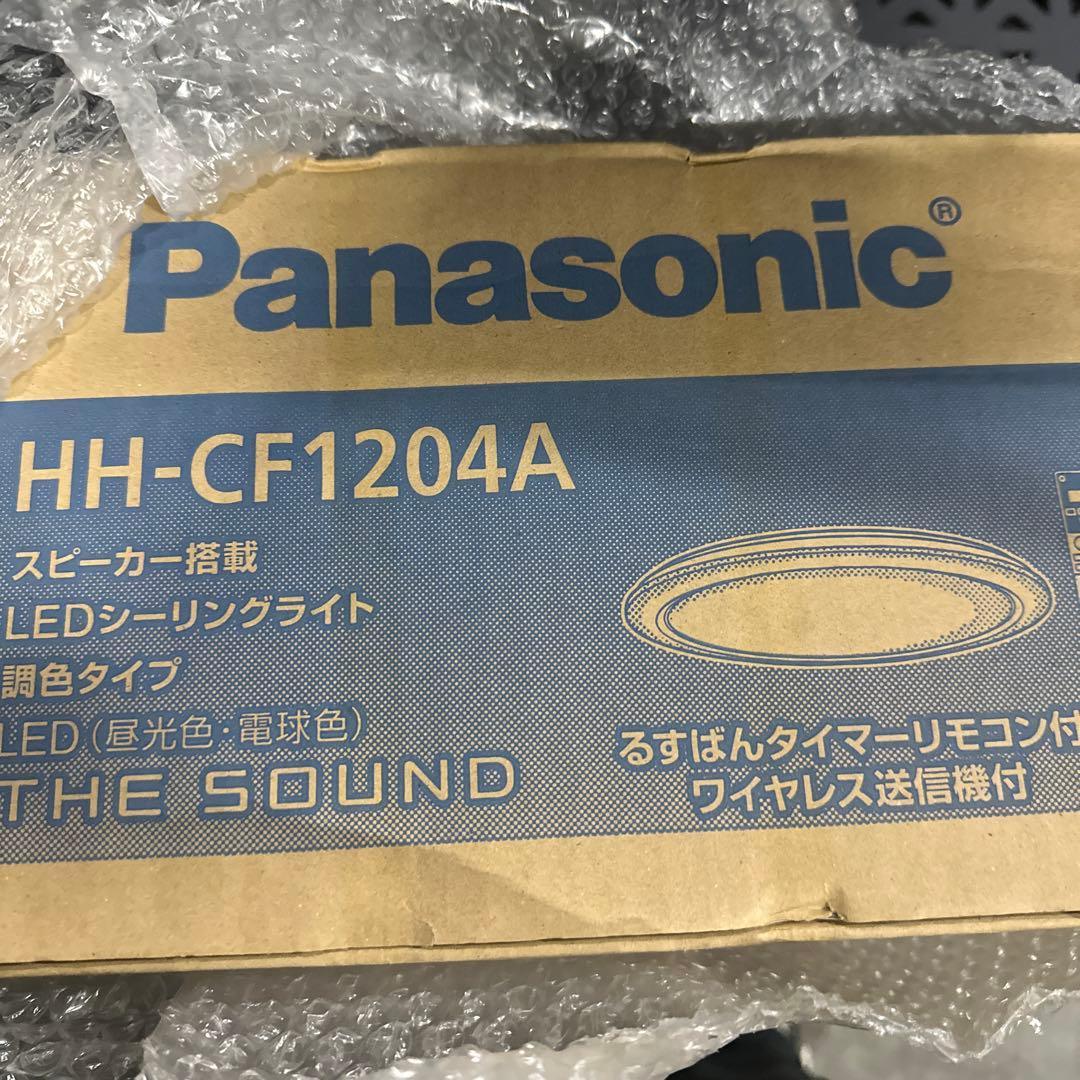 Panasonic®
HH-CF1204A
スピーカー搭載
LEDシーリングライト
調色タイプ
LED(昼光色・電球色)
THE SOUND
るすばんタイマーリモコン付
ワイヤレス送信機付